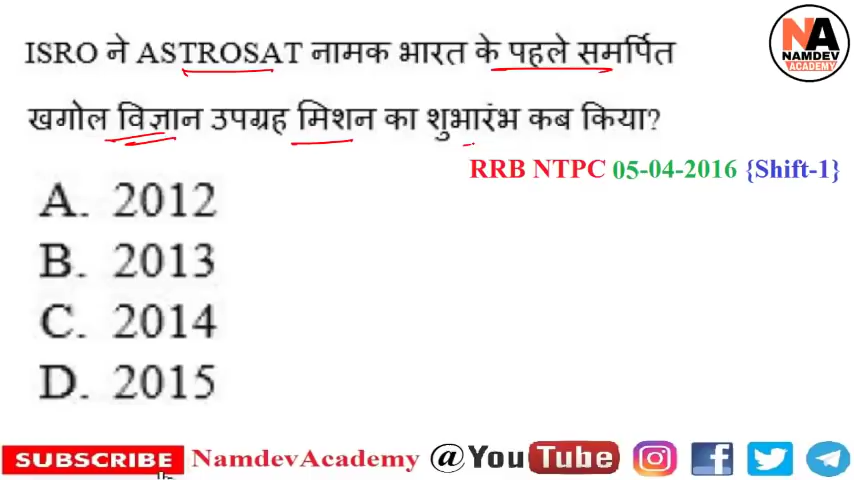 ISRO ने ASTROSAT नामक भारत के पहले समर्पित
NA
NAMDEV
ACADEMY
खगोल विज्ञान उपग्रह मिशन का शुभारंभ कब किया?
RRB NTPC 05-04-2016 {Shift-1}
A. 2012
B. 2013
C. 2014
D. 2015
SUBSCRIBE NamdevAcademy @YouTube